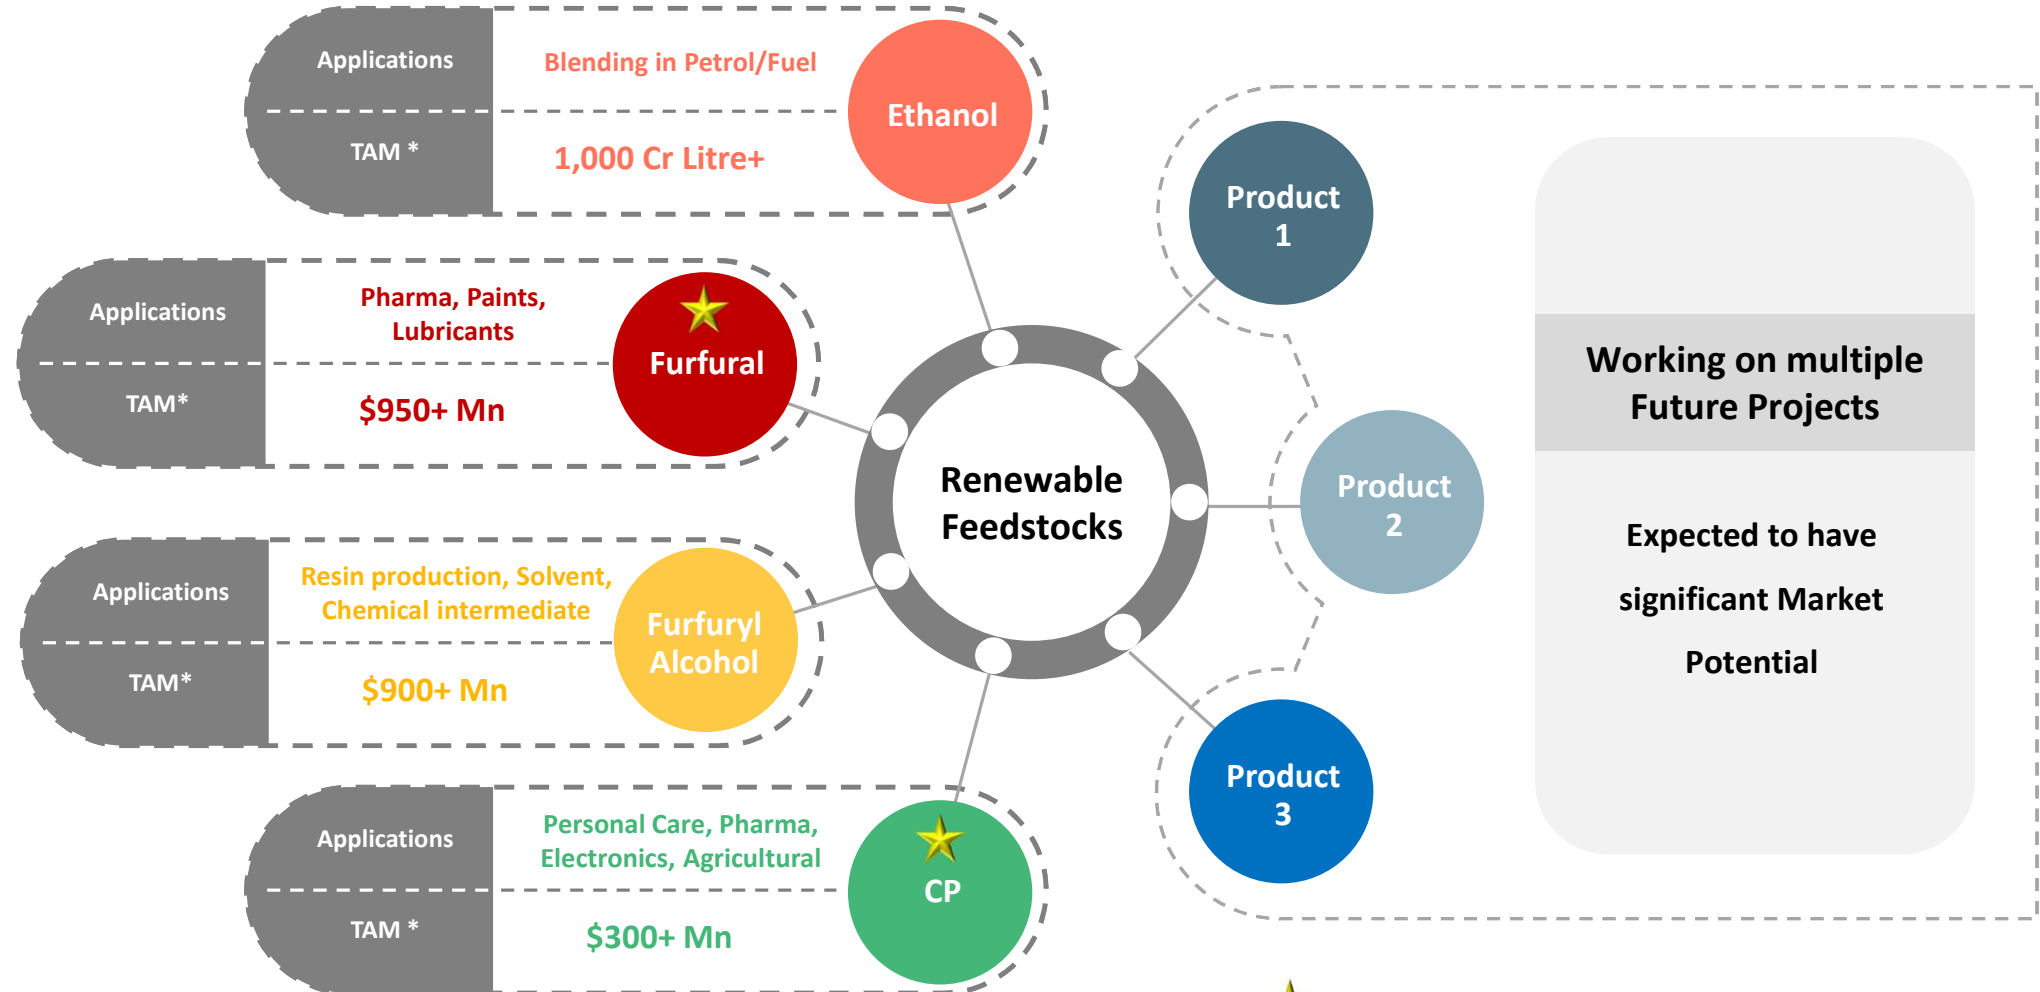 Applications
Blending in Petrol/Fuel
Ethanol
TAM *
1,000 Cr Litre+
Applications
Pharma, Paints,
Lubricants
Furfural
TAM*
$950+ Mn
Applications
Resin production, Solvent,
Chemical intermediate
Furfuryl
Alcohol
TAM*
$900+ Mn
Applications
Personal Care, Pharma,
Electronics, Agricultural
CP
TAM *
$300+ Mn
Renewable
Feedstocks
Product
1
Product
2
Product
3
Working on multiple
Future Projects
Expected to have
significant Market
Potential